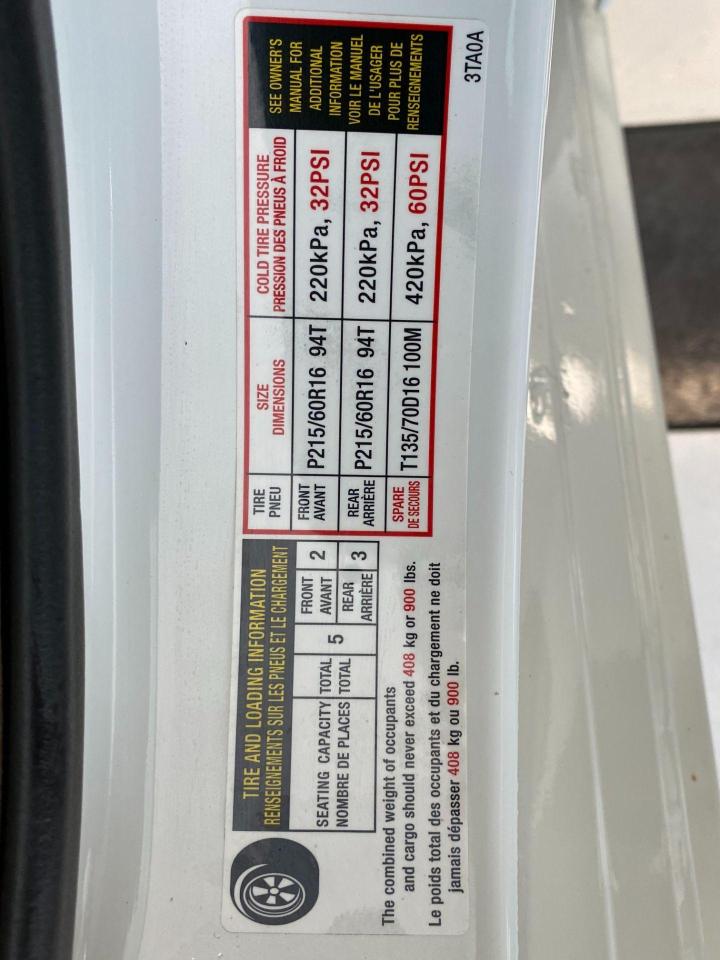 TIRE AND LOADING INFORMATION
RENSEIGNEMENTS SUR LES PNEUS ET LE CHARGEMENT
SEATING CAPACITY
NOMBRE DE PLACES
TOTAL
TOTAL
5
FRONT
AVANT
2
REAR
ARRIÈRE
3
The combined weight of occupants
and cargo should never exceed 408 kg or 900 lbs.
Le poids total des occupants et du chargement ne doit
jamais dépasser 408 kg ou 900 lb.
TIRE
PNEU
SIZE
DIMENSIONS
COLD TIRE PRESSURE
PRESSION DES PNEUS À FROID
FRONT
AVANT
P215/60R16 94T
220kPa, 32PSI
REAR
ARRIÈRE
P215/60R16 94T
220kPa, 32PSI
SPARE
DE SECOURS
T135/70D16 100M
420kPa, 60PSI
SEE OWNER'S
MANUAL FOR
ADDITIONAL
INFORMATION
VOIR LE MANUEL
DE L'USAGER
POUR PLUS DE
RENSEIGNEMENTS
3TA0A